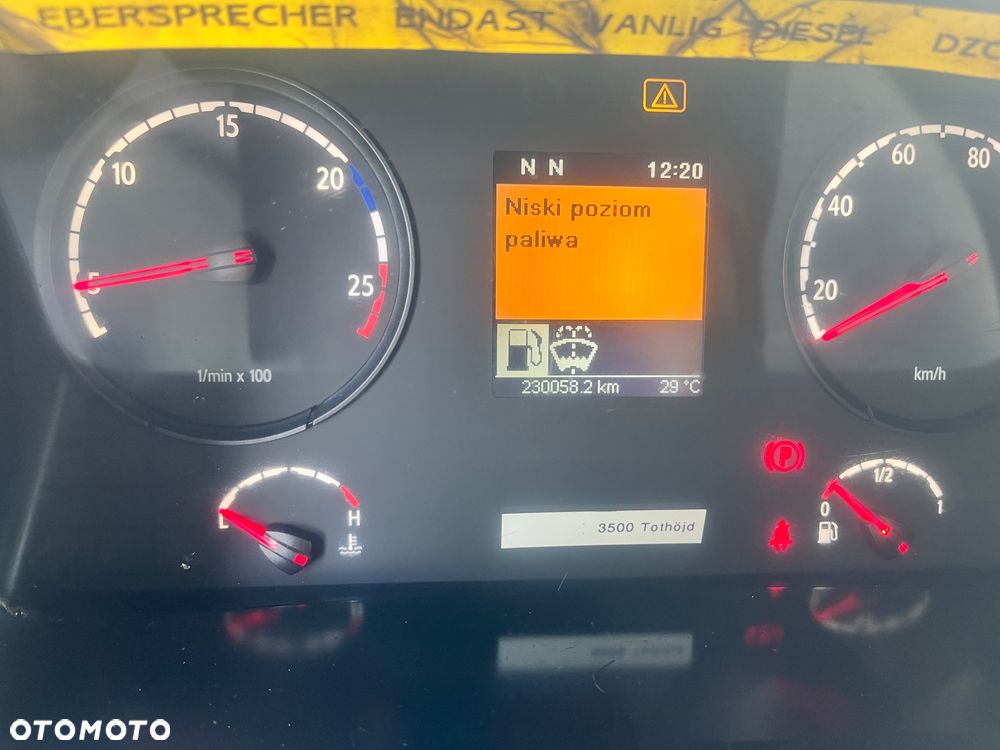 EBERSPRECHER ENDAST VANLIG DIESEL
15
10
20
5
25
1/min x 100
N N 12:20
Niski poziom
paliwa
230058.2 km 29 °C
60
80
40
20
km/h
L
H
P
1/2
0
1
3500 Tothöjd
OTOMOTO